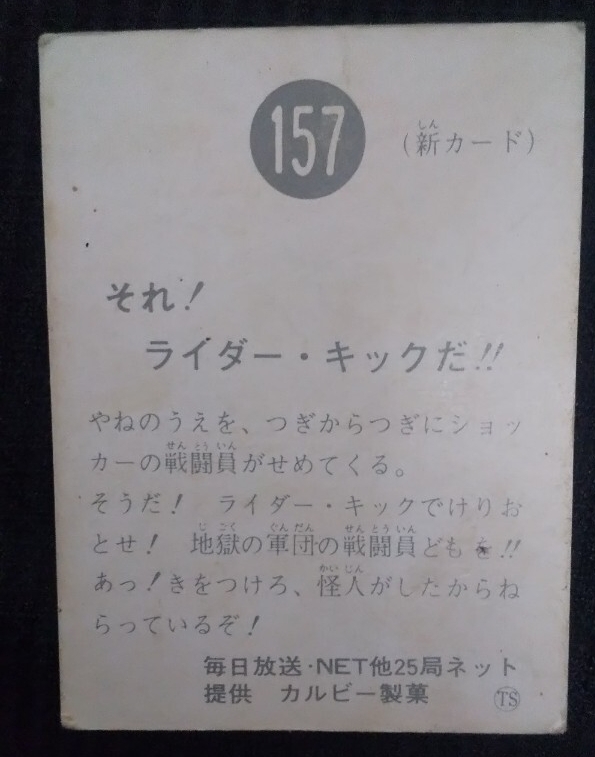 157
(新カード)
それ!
ライダー・キックだ!!
やねのうえを、つぎからつぎにショッ
カーの戦闘員がせめてくる。
そうだ! ライダー・キックでけりお
とせ! 地獄の軍団の戦闘員どもを!!
あっ!きをつけろ、怪人がしたからね
らっているぞ!
毎日放送・NET他25局ネット
提供 カルビー製菓
TS